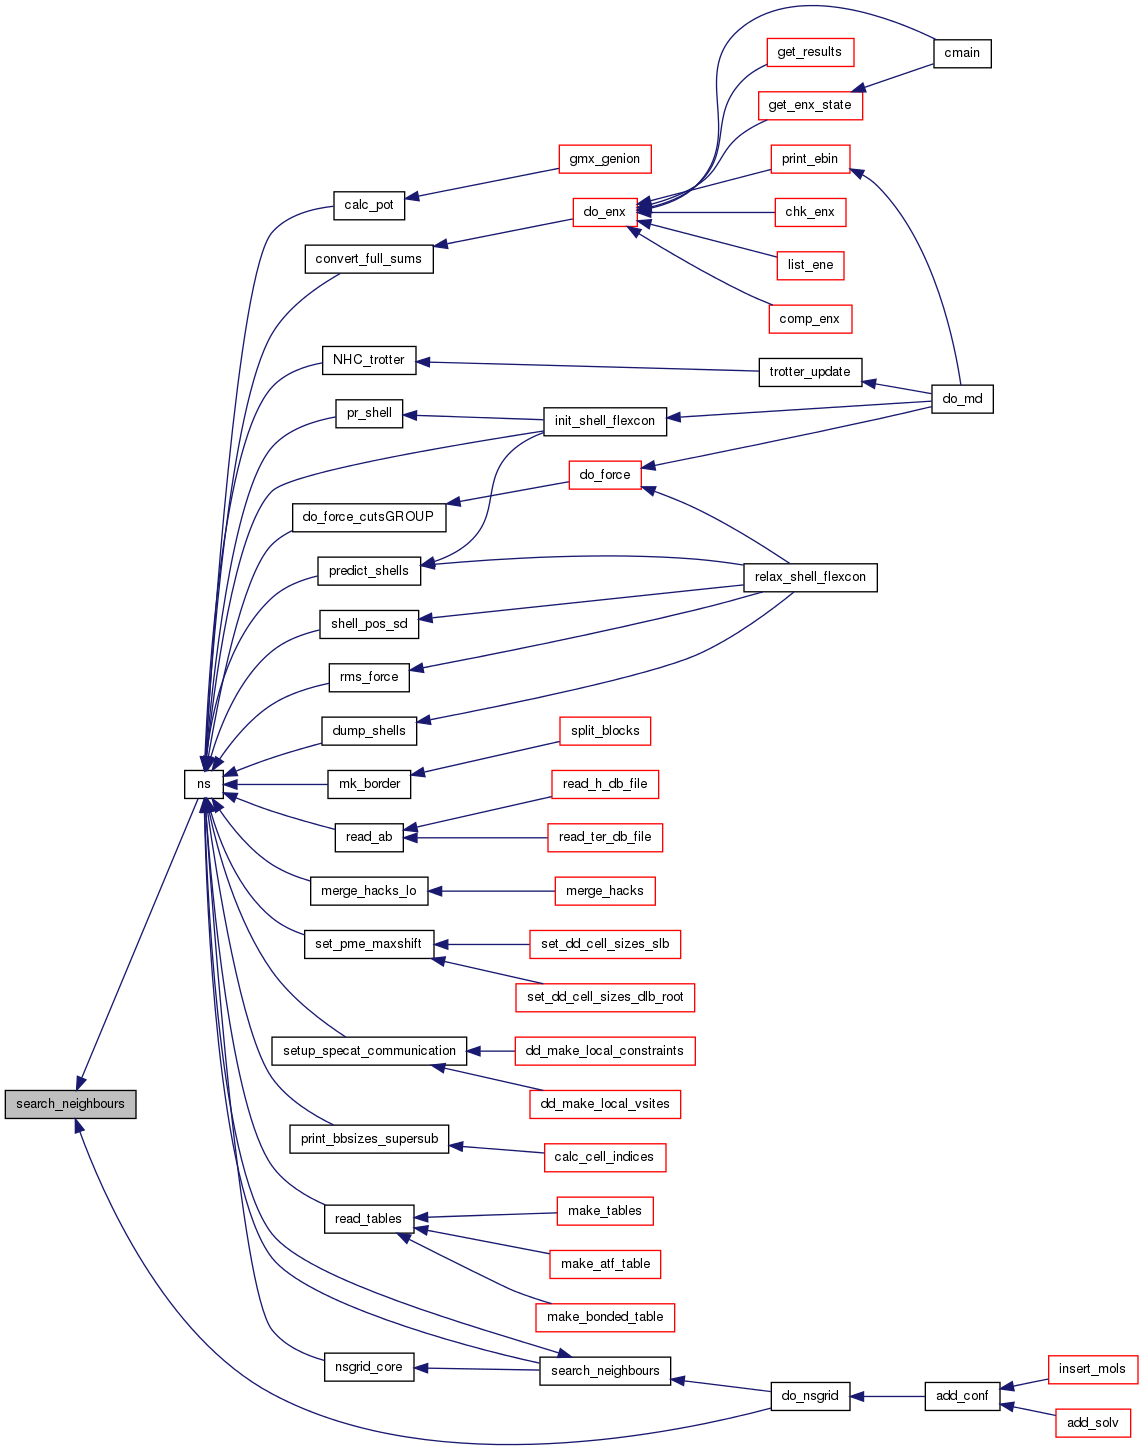 cmain
get_results
get_enx_state
print_ebin
gmx_genion
calc_pot
do_enx
chk_enx
convert_full_sums
list_ene
comp_enx
NHC_trotter
trotter_update
do_md
pr_shell
init_shell_flexcon
do_force
do_force_cutsGROUP
predict_shells
relax_shell_flexcon
shell_pos_sd
rms_force
dump_shells
split_blocks
ns
mk_border
read_h_db_file
read_ab
read_ter_db_file
merge_hacks_lo
merge_hacks
set_pme_maxshift
set_dd_cell_sizes_slb
set_dd_cell_sizes_dlb_root
setup_specat_communication
dd_make_local_constraints
search_neighbours
dd_make_local_vsites
print_bbsizes_supersub
calc_cell_indices
read_tables
make_tables
make_atf_table
make_bonded_table
nsgrid_core
search_neighbours
insert_mols
do_nsgrid
add_conf
add_solv